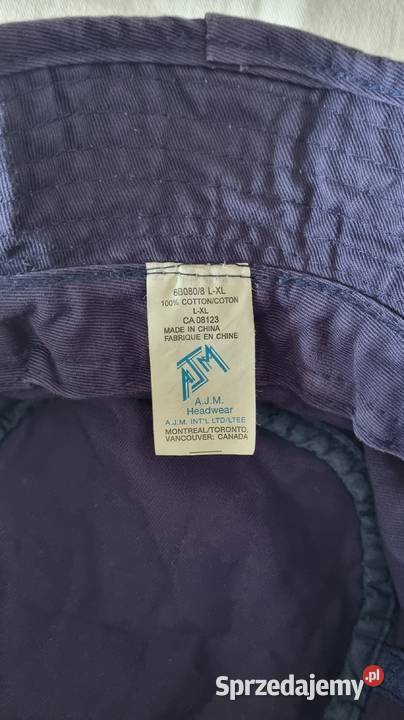 6B080/8 L-XL
100% COTTON/COTON
L-XL
CA 08123
MADE IN CHINA
FABRIQUE EN CHINE
AJM
A.J.M.
Headwear
A.J.M. INT'L LTD/LTEE
MONTREAL/TORONTO,
VANCOUVER: CANADA
Sprzedajemy.pl